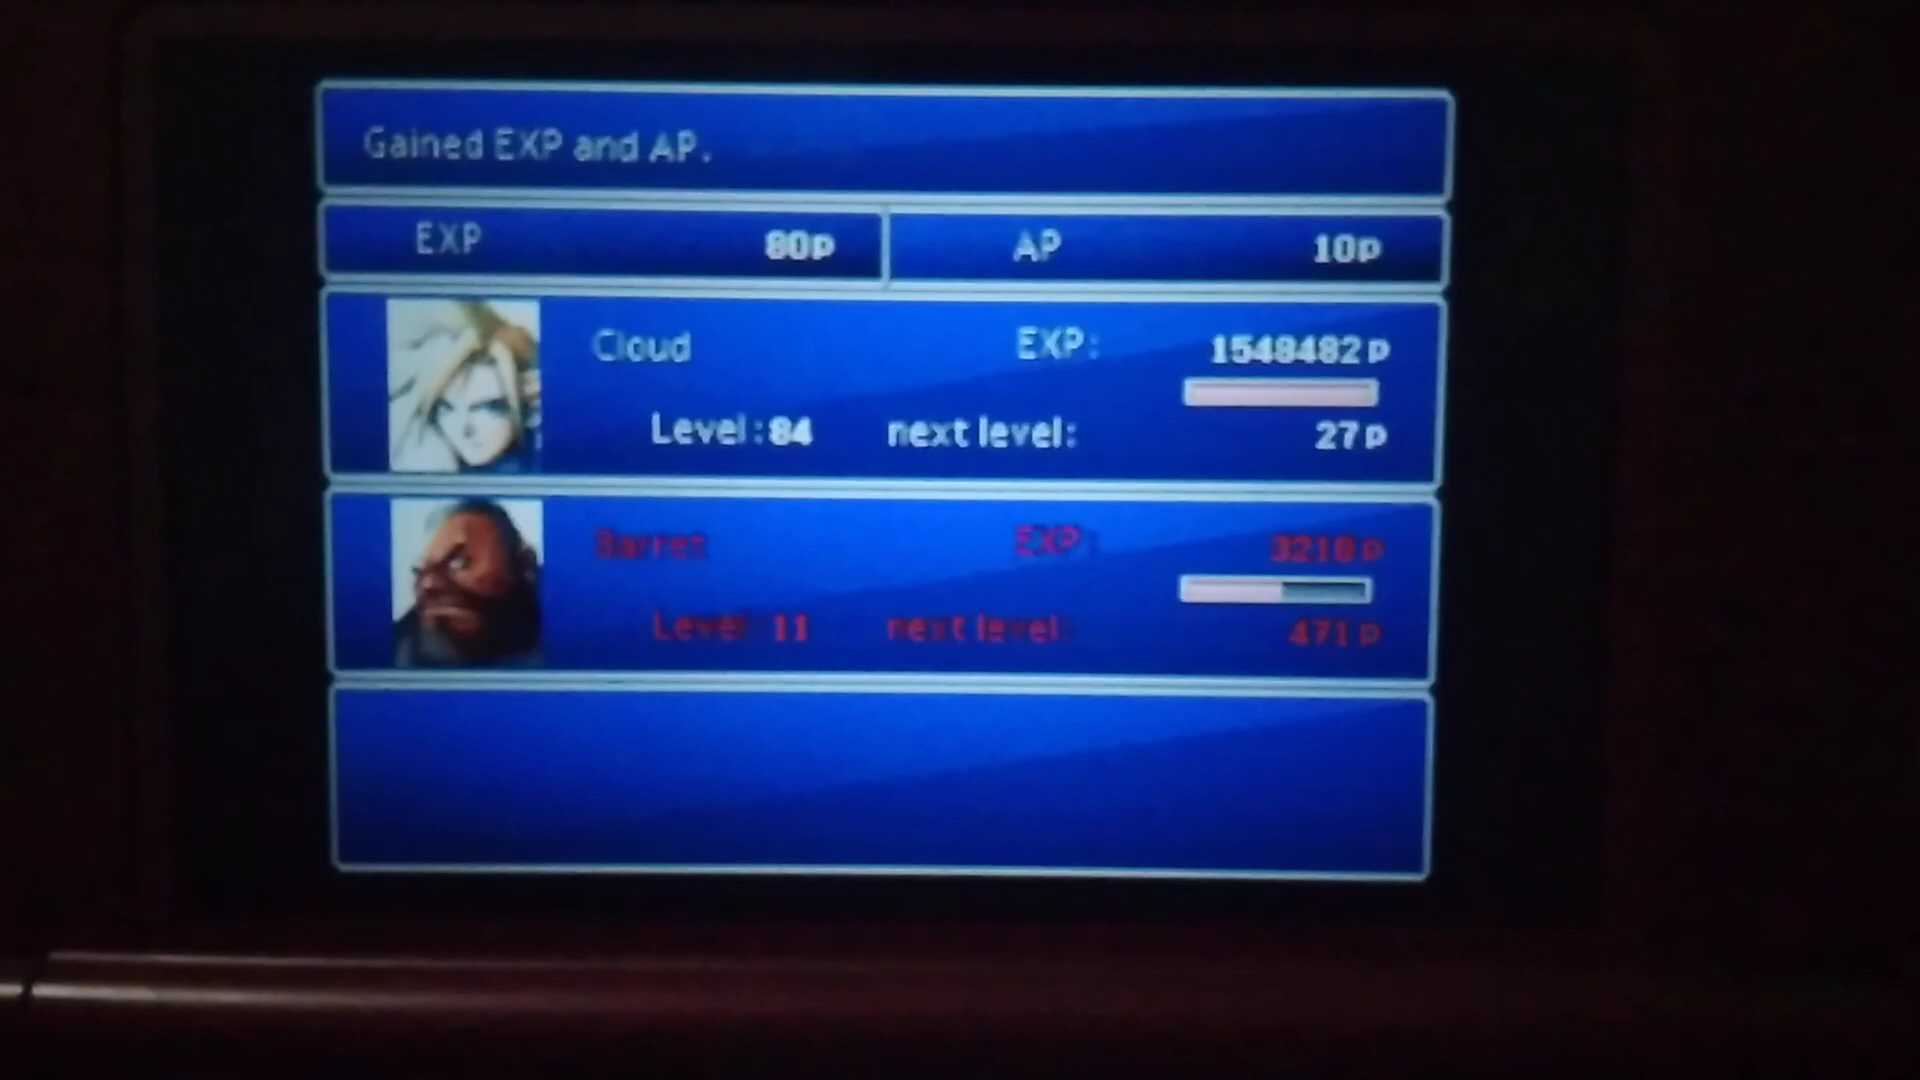 Gained EXP and AP.
EXP 80p AP 10p
Cloud EXP: 1548482p
Level:84 next level: 27p
Barret EXP: 3218p
Level:11 next level: 471p